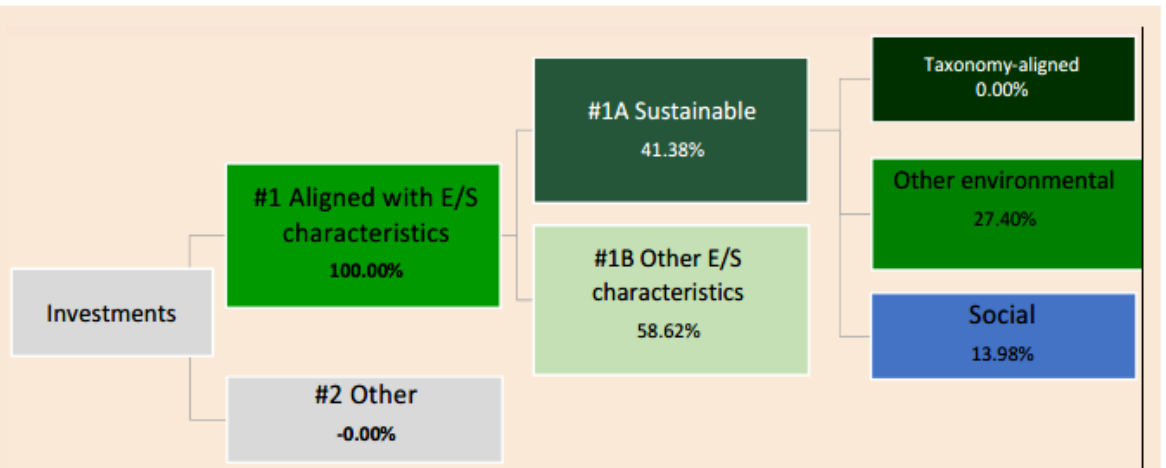 Investments
#1 Aligned with E/S
characteristics
100.00%
#2 Other
-0.00%
#1A Sustainable
41.38%
#1B Other E/S
characteristics
58.62%
Taxonomy-aligned
0.00%
Other environmental
27.40%
Social
13.98%